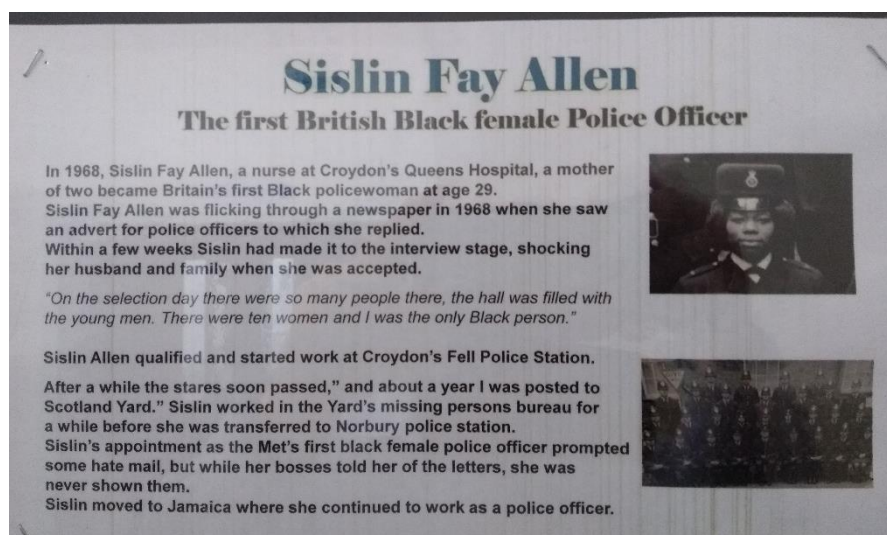 Sislin Fay Allen
The first British Black female Police Officer
In 1968, Sislin Fay Allen, a nurse at Croydon's Queens Hospital, a mother
of two became Britain's first Black policewoman at age 29.
Sislin Fay Allen was flicking through a newspaper in 1968 when she saw
an advert for police officers to which she replied.
Within a few weeks Sislin had made it to the interview stage, shocking
her husband and family when she was accepted.
“On the selection day there were so many people there, the hall was filled with
the young men. There were ten women and I was the only Black person.”
Sislin Allen qualified and started work at Croydon's Fell Police Station.
After a while the stares soon passed,” and about a year I was posted to
Scotland Yard.” Sislin worked in the Yard's missing persons bureau for
a while before she was transferred to Norbury police station.
Sislin's appointment as the Met's first black female police officer prompted
some hate mail, but while her bosses told her of the letters, she was
never shown them.
Sislin moved to Jamaica where she continued to work as a police officer.